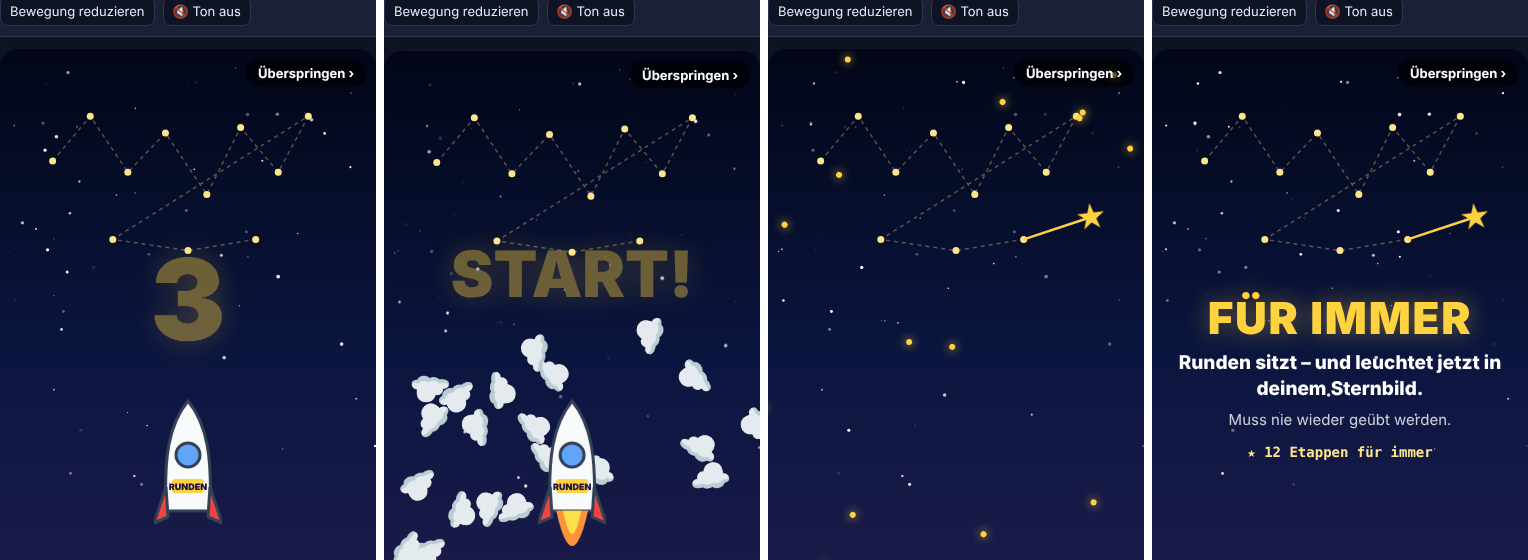 Bewegung reduzieren 🔇 Ton aus
Überspringen ›
3
RUNDEN
Bewegung reduzieren 🔇 Ton aus
Überspringen ›
START!
RUNDEN
Bewegung reduzieren 🔇 Ton aus
Überspringen ›
Bewegung reduzieren 🔇 Ton aus
Überspringen ›
FÜR IMMER
Runden sitzt – und leuchtet jetzt in
deinem Sternbild.
Muss nie wieder geübt werden.
★ 12 Etappen für immer